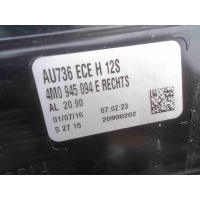 AU736 ECE H 12S
4M0 945 094 E RECHTS
AL 20.90
01/07/16 07:02:23
S 27 16 20900202